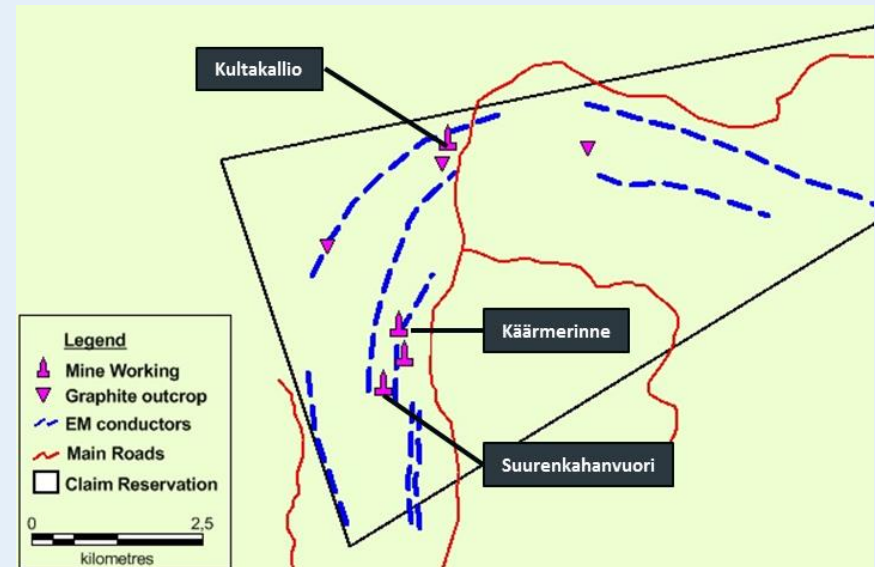 Kultakallio
Käärmerinne
Suurenkahanvuori
Legend
Mine Working
Graphite outcrop
EM conductors
Main Roads
Claim Reservation
0 2,5
kilometres